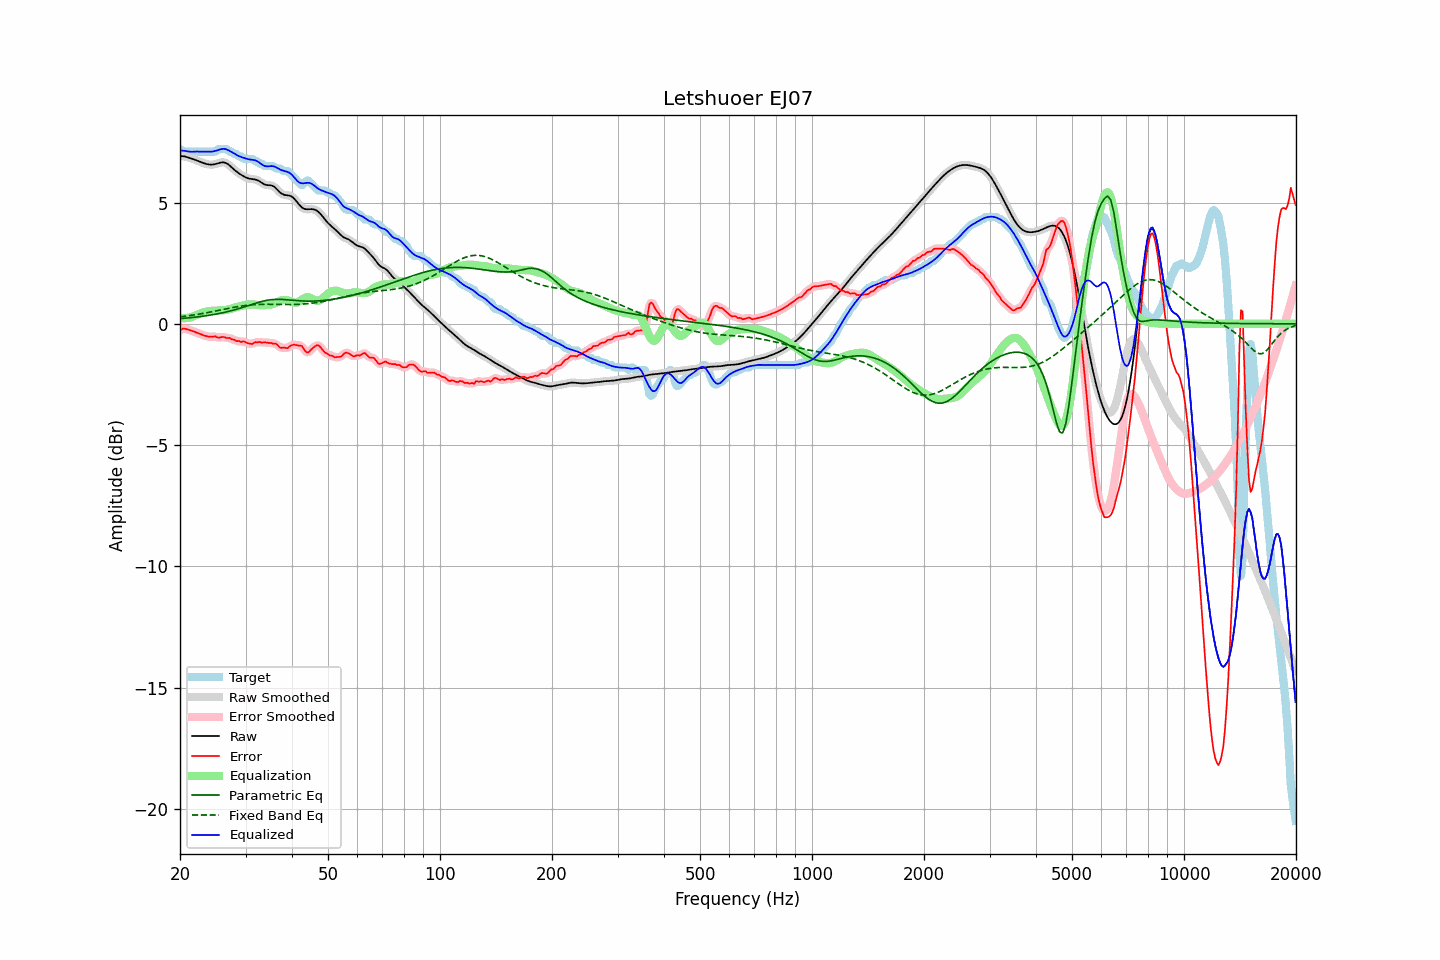 Letshuoer EJ07
Amplitude (dBr)
5
0
−5
−10
−15
−20
Target
Raw Smoothed
Error Smoothed
Raw
Error
Equalization
Parametric Eq
Fixed Band Eq
Equalized
20 50 100 200 500 1000 2000 5000 10000 20000
Frequency (Hz)